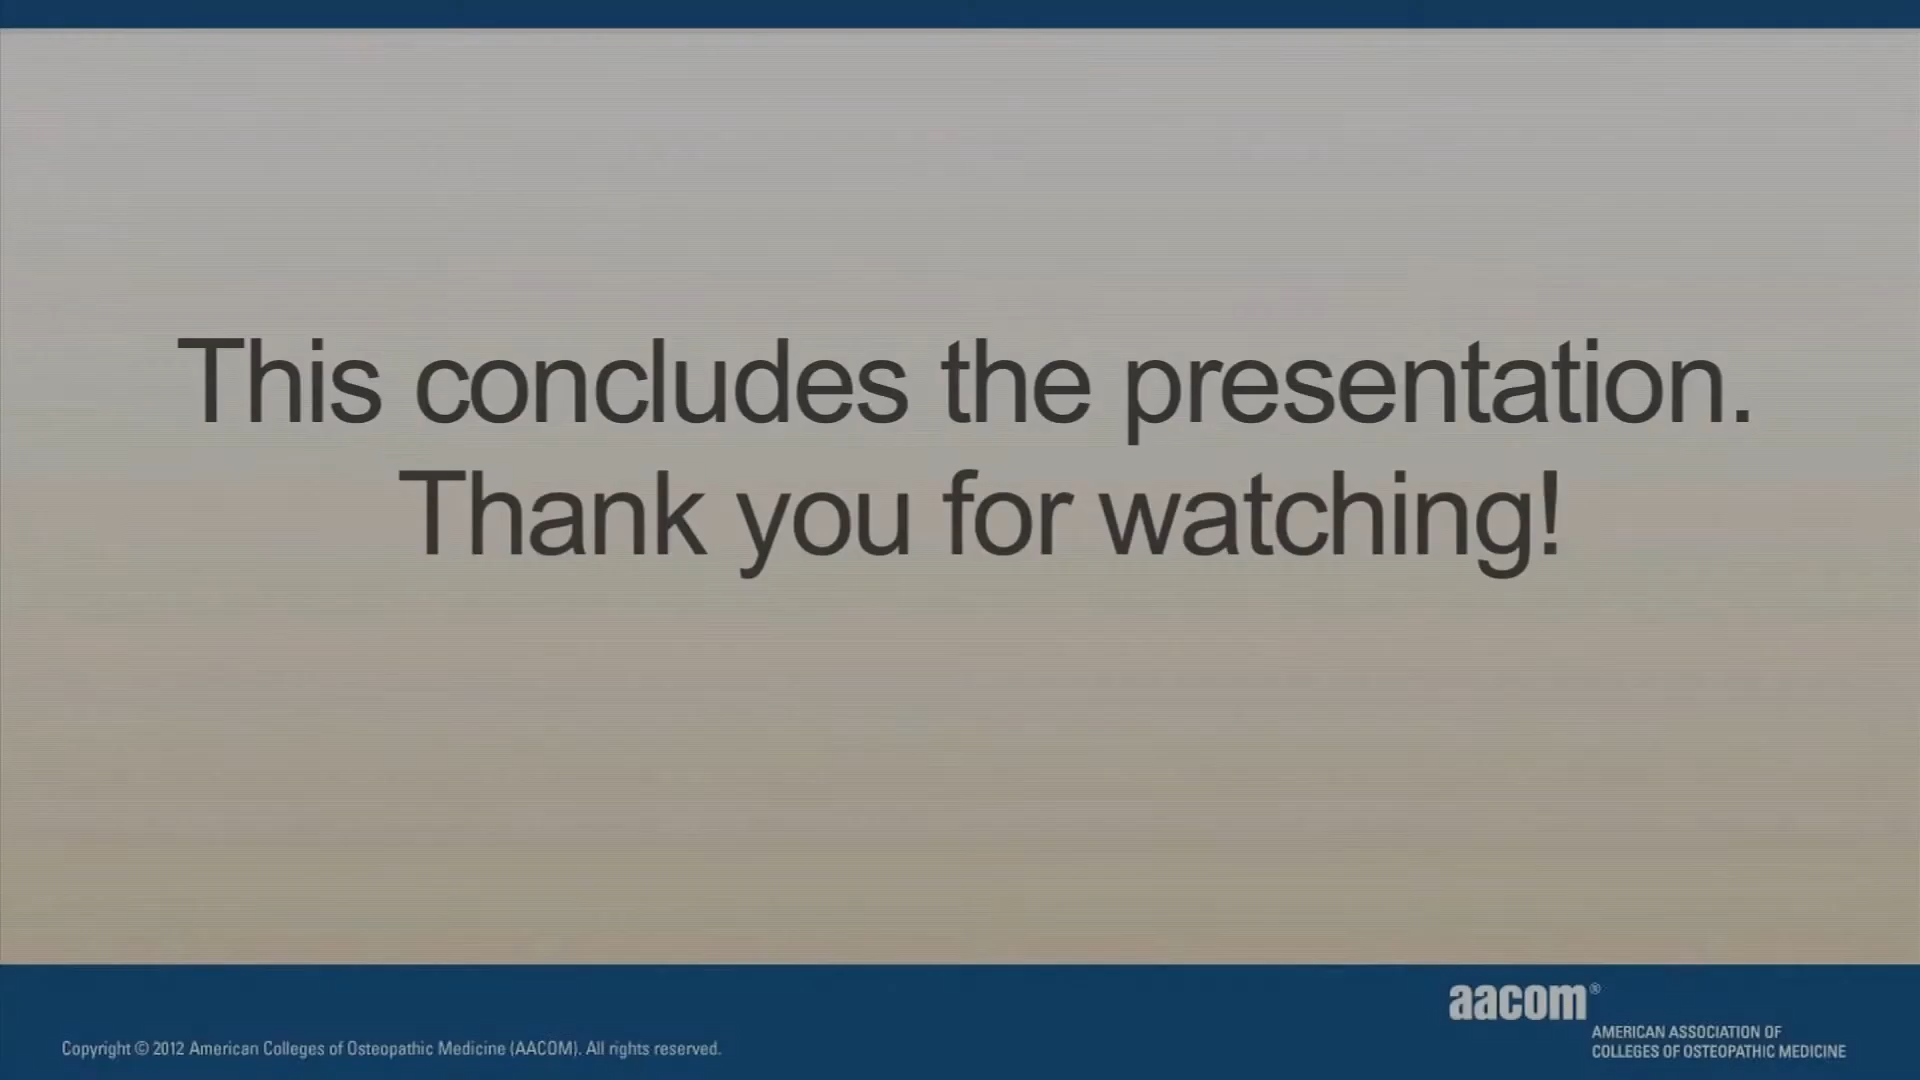 This concludes the presentation.
Thank you for watching!
aacom®
AMERICAN ASSOCIATION OF
COLLEGES OF OSTEOPATHIC MEDICINE
Copyright © 2012 American Colleges of Osteopathic Medicine (AACOM). All rights reserved.